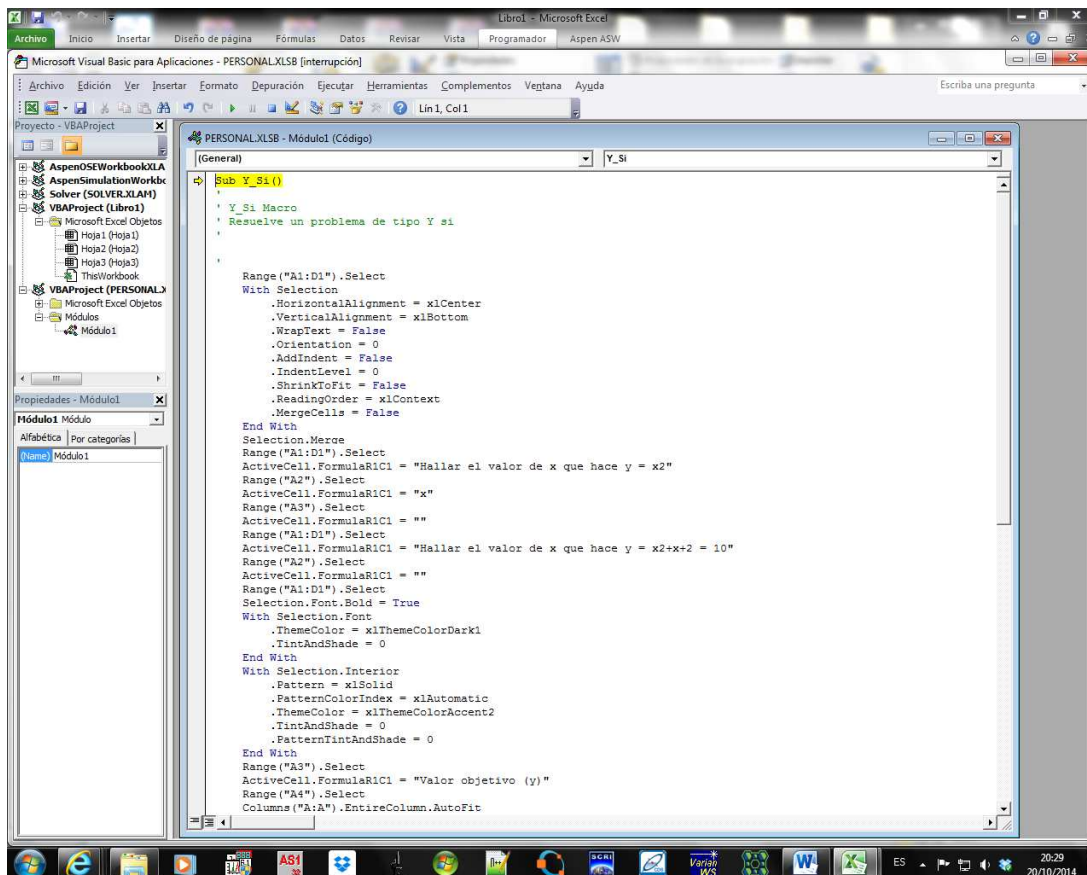 Libro1 - Microsoft Excel
Archivo Inicio Insertar Diseño de página Fórmulas Datos Revisar Vista Programador Aspen ASW
Microsoft Visual Basic para Aplicaciones - PERSONAL.XLSB [interrupción]
Archivo Edición Ver Insertar Formato Depuración Ejecutar Herramientas Complementos Ventana Ayuda
Escriba una pregunta
Lín 1, Col 1
Proyecto - VBAProject
AspenOSEWorkbookXLA
AspenSimulationWorkbo
Solver (SOLVER.XLAM)
VBAProject (Libro1)
Microsoft Excel Objetos
Hoja1 (Hoja1)
Hoja2 (Hoja2)
Hoja3 (Hoja3)
ThisWorkbook
VBAProject (PERSONAL.X
Microsoft Excel Objetos
Módulos
Módulo1
Propiedades - Módulo1
Módulo1 Módulo
Alfabética Por categorías
(Name) Módulo1
PERSONAL.XLSB - Módulo1 (Código)
(General) Y_Si
Sub Y_Si()
'
' Y_Si Macro
' Resuelve un problema de tipo Y si
'
'
Range("A1:D1").Select
With Selection
.HorizontalAlignment = xlCenter
.VerticalAlignment = xlBottom
.WrapText = False
.Orientation = 0
.AddIndent = False
.IndentLevel = 0
.ShrinkToFit = False
.ReadingOrder = xlContext
.MergeCells = False
End With
Selection.Merge
Range("A1:D1").Select
ActiveCell.FormulaR1C1 = "Hallar el valor de x que hace y = x2"
Range("A2").Select
ActiveCell.FormulaR1C1 = "x"
Range("A3").Select
ActiveCell.FormulaR1C1 = ""
Range("A1:D1").Select
ActiveCell.FormulaR1C1 = "Hallar el valor de x que hace y = x2+x+2 = 10"
Range("A2").Select
ActiveCell.FormulaR1C1 = ""
Range("A1:D1").Select
Selection.Font.Bold = True
With Selection.Font
.ThemeColor = xlThemeColorDark1
.TintAndShade = 0
End With
With Selection.Interior
.Pattern = xlSolid
.PatternColorIndex = xlAutomatic
.ThemeColor = xlThemeColorAccent2
.TintAndShade = 0
.PatternTintAndShade = 0
End With
Range("A3").Select
ActiveCell.FormulaR1C1 = "Valor objetivo (y)"
Range("A4").Select
Columns("A:A").EntireColumn.AutoFit
AS1
SCRI
Varian
WS
ES
20:29
20/10/2014